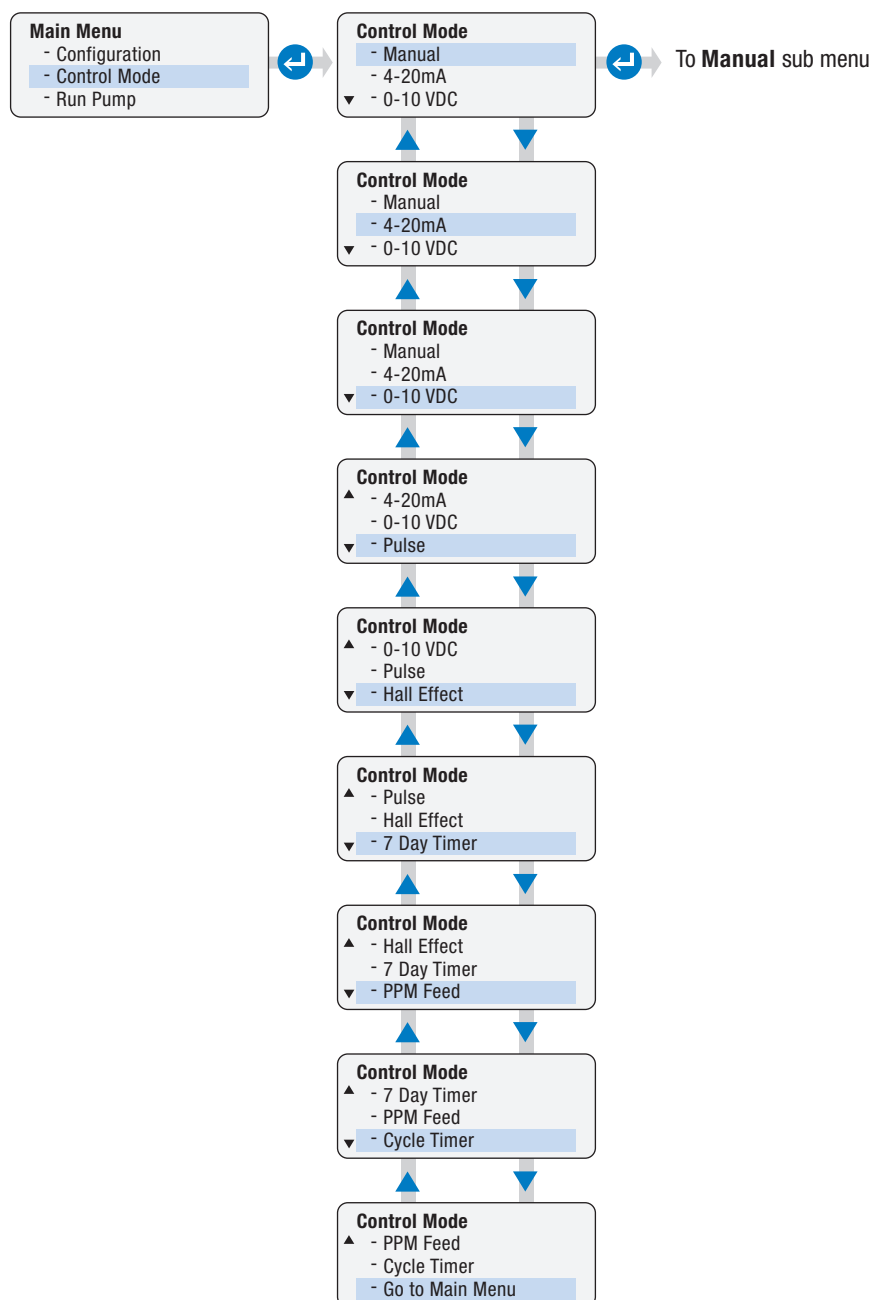 Main Menu
- Configuration
- Control Mode
- Run Pump
Control Mode
- Manual
- 4-20mA
- 0-10 VDC
To Manual sub menu
Control Mode
- Manual
- 4-20mA
- 0-10 VDC
Control Mode
- Manual
- 4-20mA
- 0-10 VDC
Control Mode
- 4-20mA
- 0-10 VDC
- Pulse
Control Mode
- 0-10 VDC
- Pulse
- Hall Effect
Control Mode
- Pulse
- Hall Effect
- 7 Day Timer
Control Mode
- Hall Effect
- 7 Day Timer
- PPM Feed
Control Mode
- 7 Day Timer
- PPM Feed
- Cycle Timer
Control Mode
- PPM Feed
- Cycle Timer
- Go to Main Menu